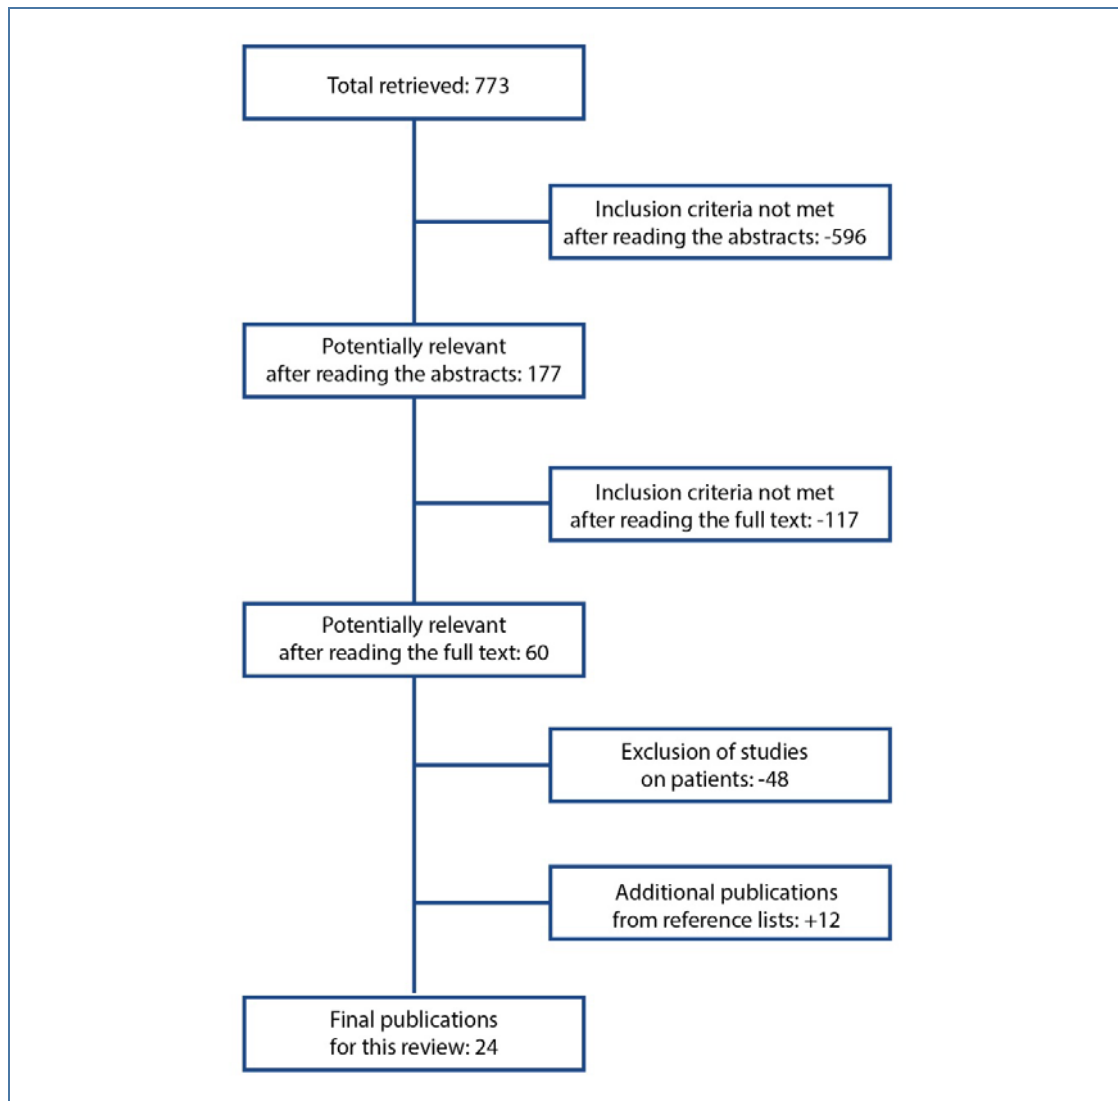 Total retrieved: 773
Inclusion criteria not met
after reading the abstracts: -596
Potentially relevant
after reading the abstracts: 177
Inclusion criteria not met
after reading the full text: -117
Potentially relevant
after reading the full text: 60
Exclusion of studies
on patients: -48
Additional publications
from reference lists: +12
Final publications
for this review: 24